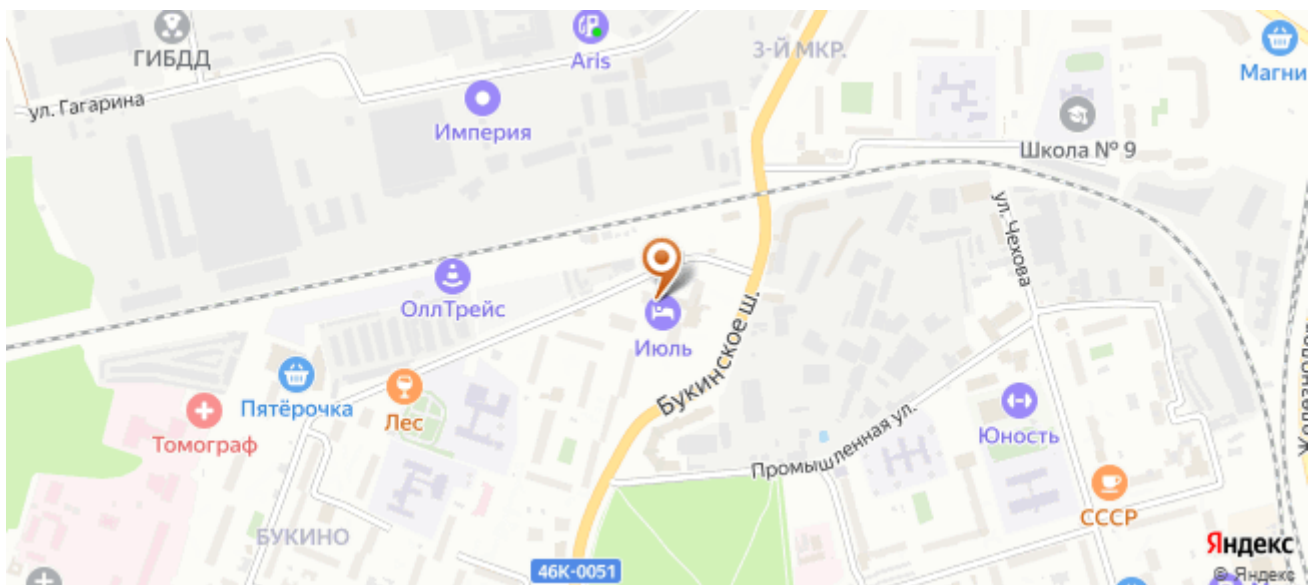 ГИБДД
Aris
3-Й МКР.
Магни
ул. Гагарина
Империя
Школа № 9
ул. Чехова
ОллТрейс
Июль
Букинское ш.
Пятёрочка
Лес
Томограф
Юность
Промышленная ул.
СССР
БУКИНО
46К-0051
Яндекс
© Яндекс